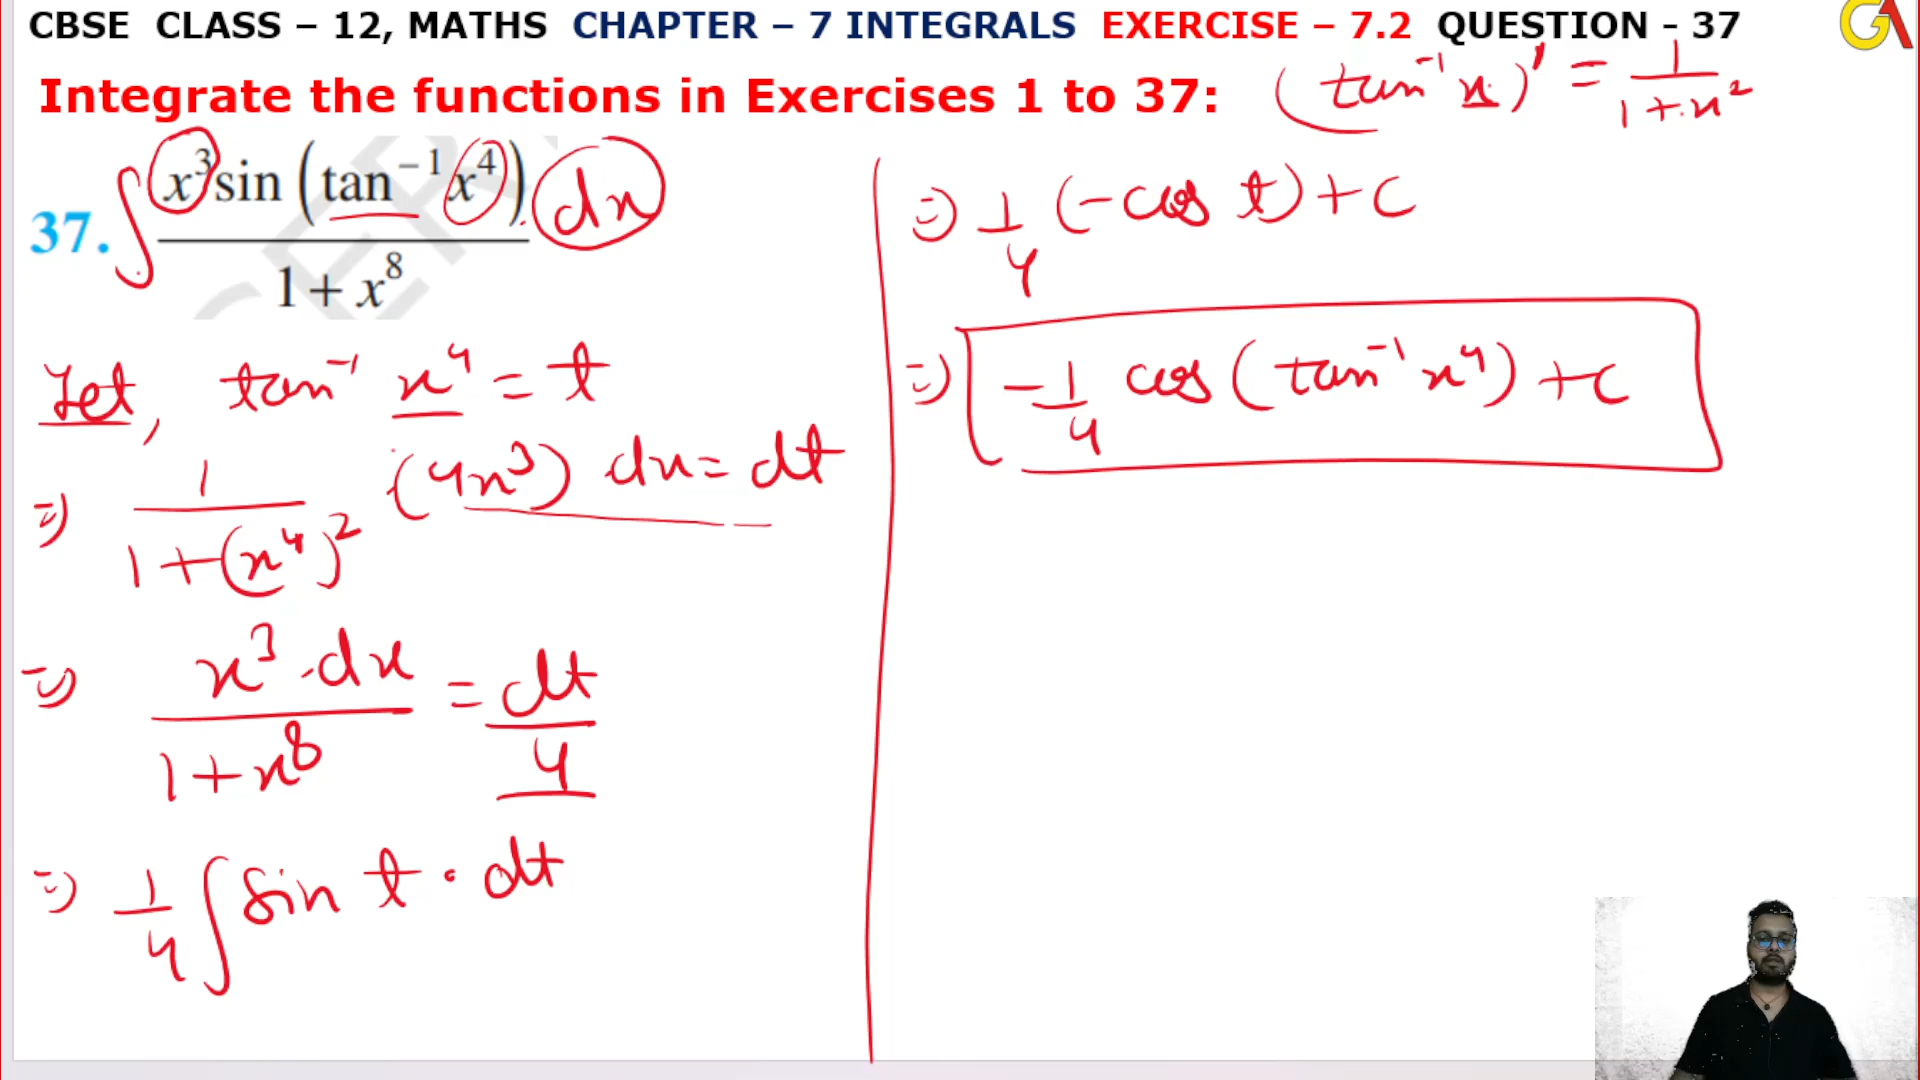 CBSE CLASS – 12, MATHS CHAPTER – 7 INTEGRALS EXERCISE – 7.2 QUESTION - 37
Integrate the functions in Exercises 1 to 37:
(tan⁻¹ x)' = 1/(1+x²)
37. ∫ x³ sin (tan⁻¹ x⁴) / (1 + x⁸) dx
Let, tan⁻¹ x⁴ = t
⇒ 1/(1+(x⁴)²) (4x³) dx = dt
⇒ x³·dx/(1+x⁸) = dt/4
⇒ 1/4 ∫ sin t · dt
⇒ 1/4 (-cos t) + C
⇒ -1/4 cos (tan⁻¹ x⁴) + C
GA